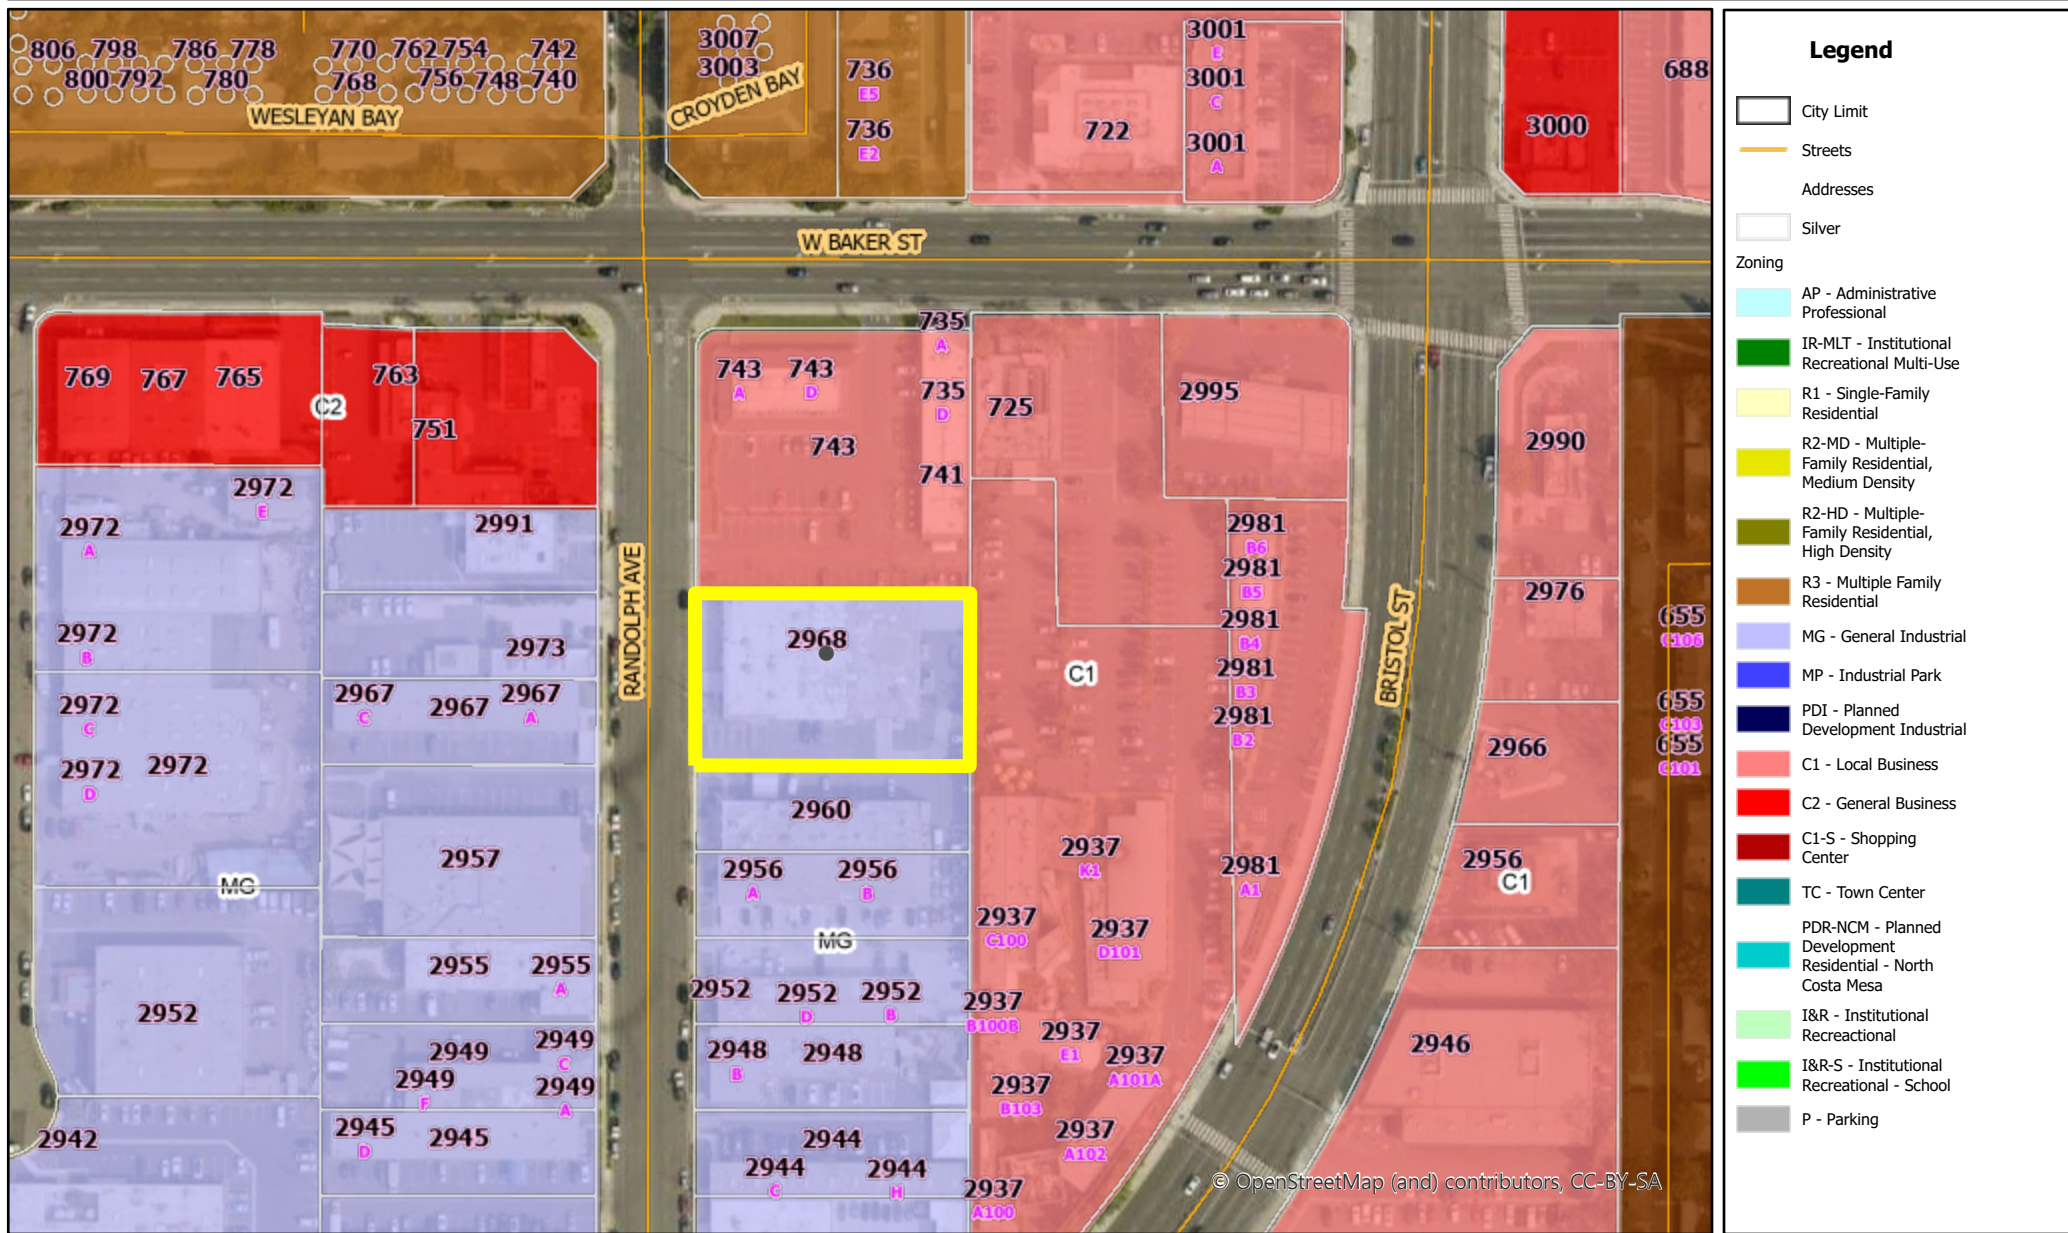 806 798 786 778 770 762 754 742
800 792 780 768 756 748 740
WESLEYAN BAY
3007
3003
CROYDEN BAY
736
E5
736
E2
722
3001
E
3001
C
3001
A
3000
688
W BAKER ST
769 767 765
C2
763
751
743
A
743
D
743
735
A
735
D
741
725
2995
2990
2972
E
2972
A
2972
B
2972
C
2972
2972
D
MG
2952
2942
2991
2973
2967
C
2967
2967
A
2957
2955
2955
A
2949
2949
C
2949
F
2949
A
2945
D
2945
RANDOLPH AVE
2968
2960
2956
A
2956
B
MG
2952
2952
D
2952
B
2948
B
2948
2944
2944
C
2944
H
C1
2981
B6
2981
B5
2981
B4
2981
B3
2981
B2
2981
A1
2937
K1
2937
C100
2937
D101
2937
B100B
2937
E1
2937
A101A
2937
B103
2937
A102
2937
A100
BRISTOL ST
2976
2966
2956
C1
2946
655
C106
655
C103
655
C101
© OpenStreetMap (and) contributors, CC-BY-SA
Legend
City Limit
Streets
Addresses
Silver
Zoning
AP - Administrative
Professional
IR-MLT - Institutional
Recreational Multi-Use
R1 - Single-Family
Residential
R2-MD - Multiple-
Family Residential,
Medium Density
R2-HD - Multiple-
Family Residential,
High Density
R3 - Multiple Family
Residential
MG - General Industrial
MP - Industrial Park
PDI - Planned
Development Industrial
C1 - Local Business
C2 - General Business
C1-S - Shopping
Center
TC - Town Center
PDR-NCM - Planned
Development
Residential - North
Costa Mesa
I&R - Institutional
Recreactional
I&R-S - Institutional
Recreational - School
P - Parking